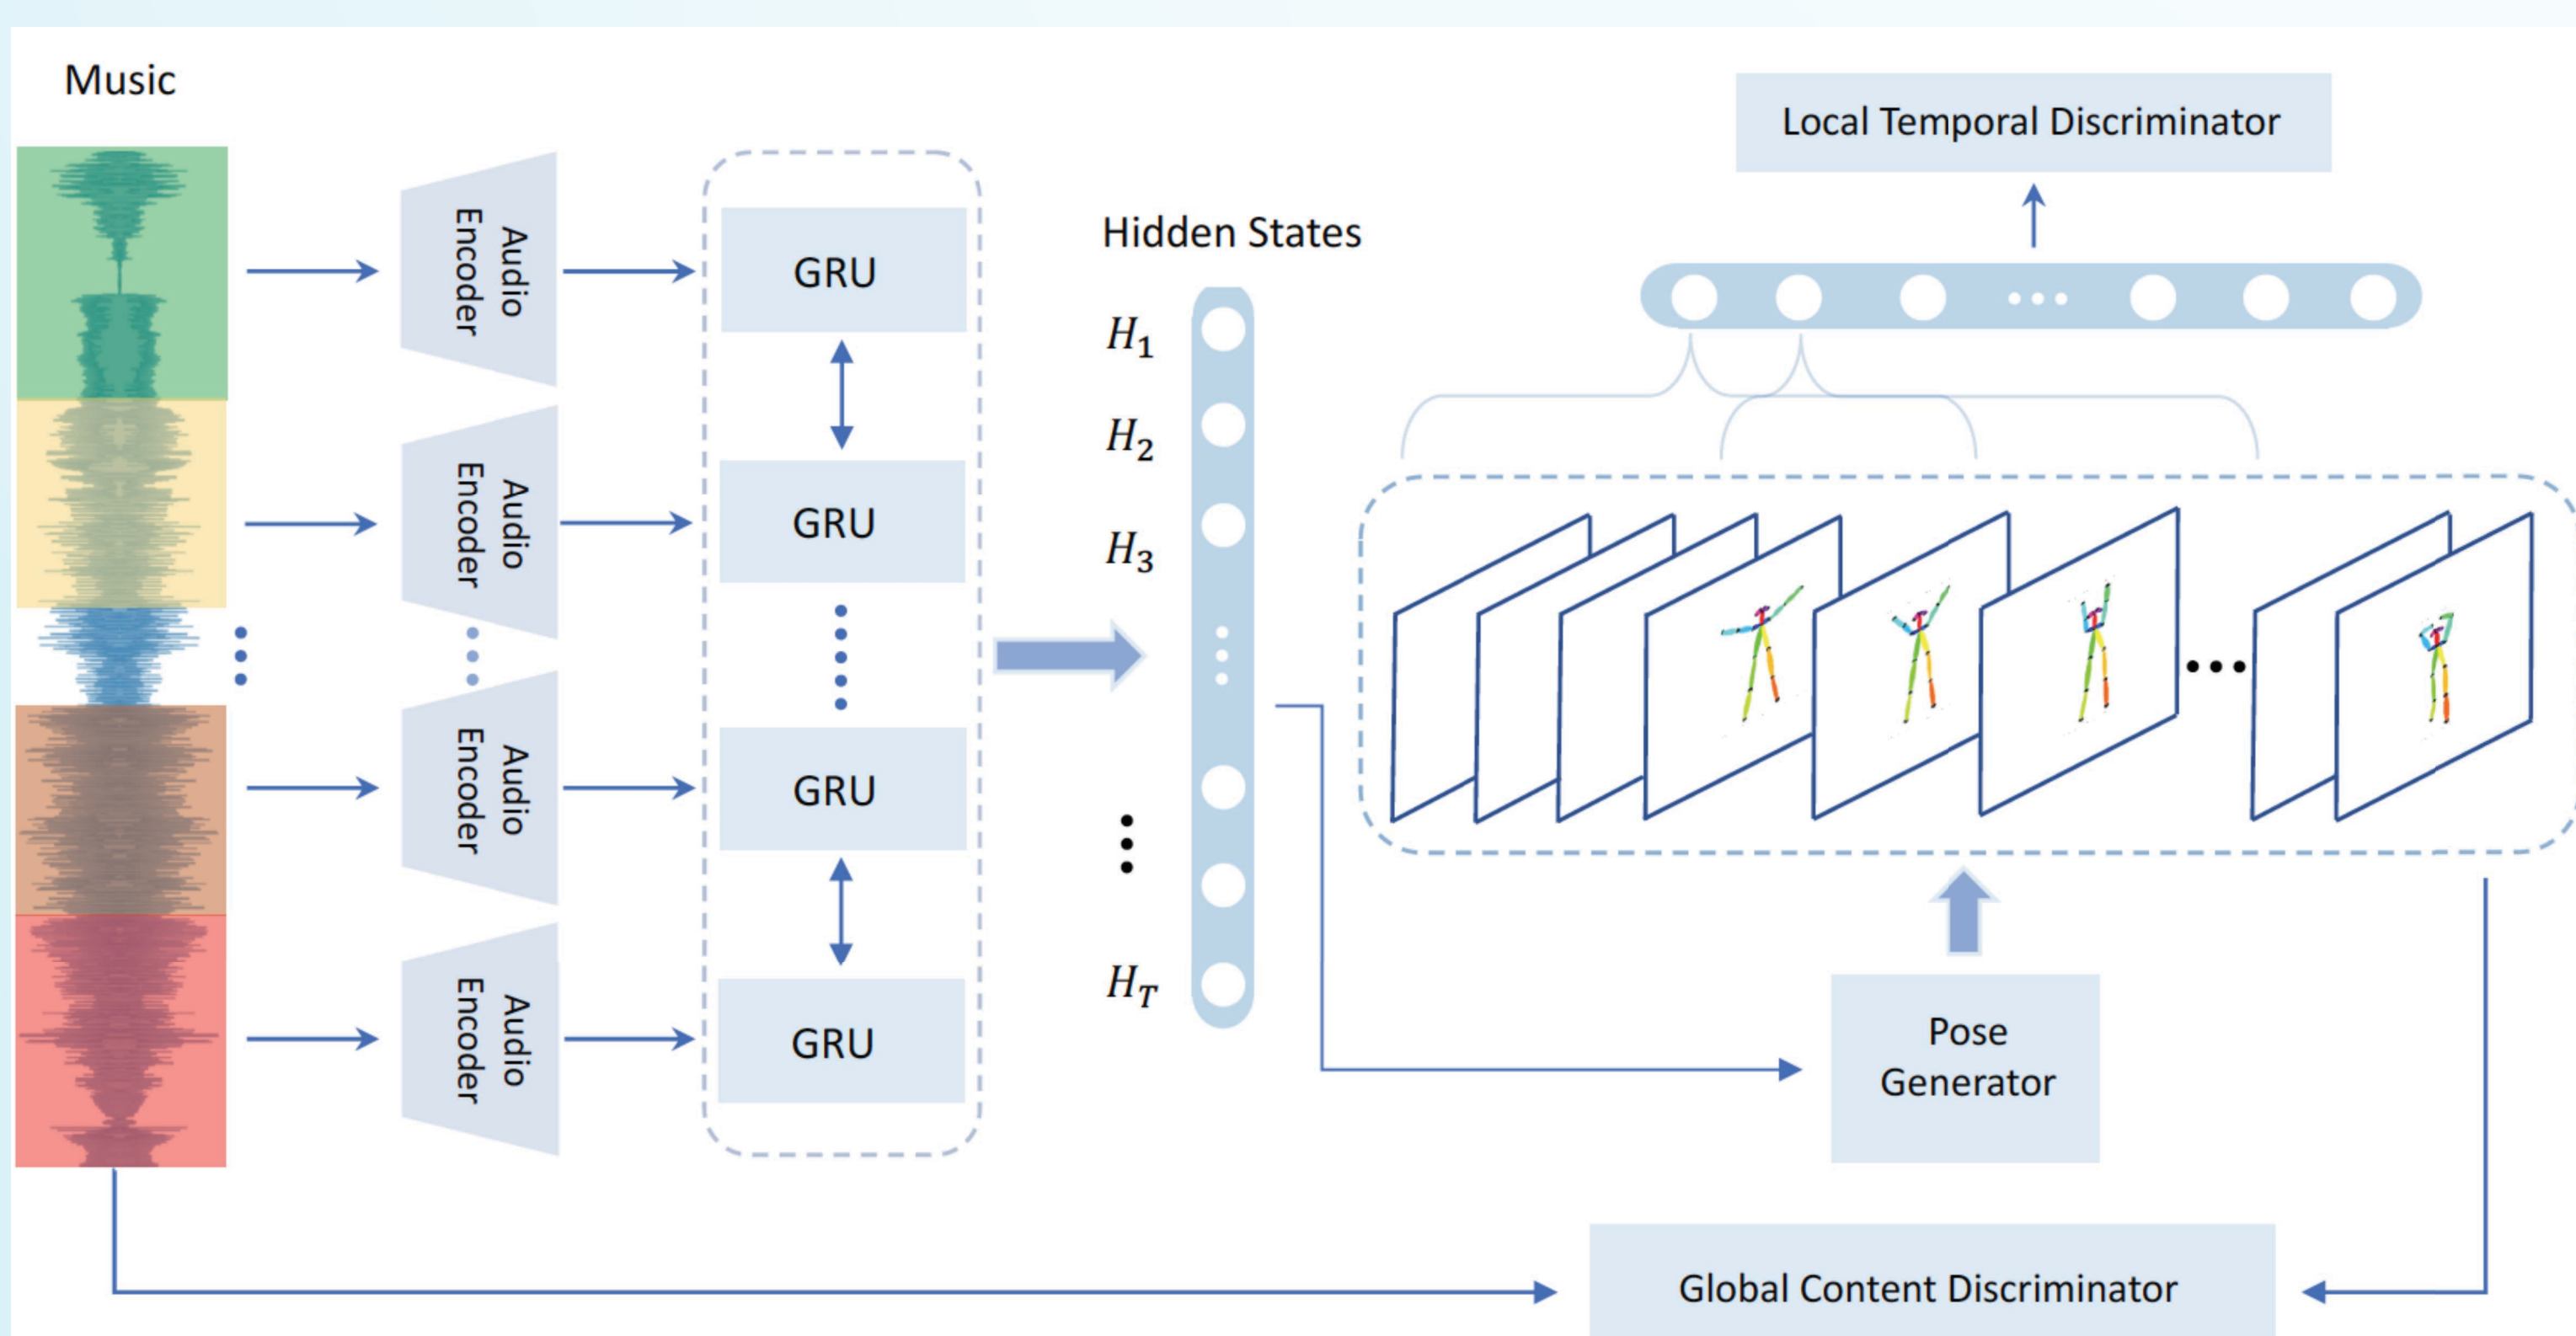 Music
Audio
Encoder
GRU
Audio
Encoder
GRU
Audio
Encoder
GRU
Audio
Encoder
GRU
Hidden States
H₁
H₂
H₃
H_T
Local Temporal Discriminator
Pose
Generator
Global Content Discriminator